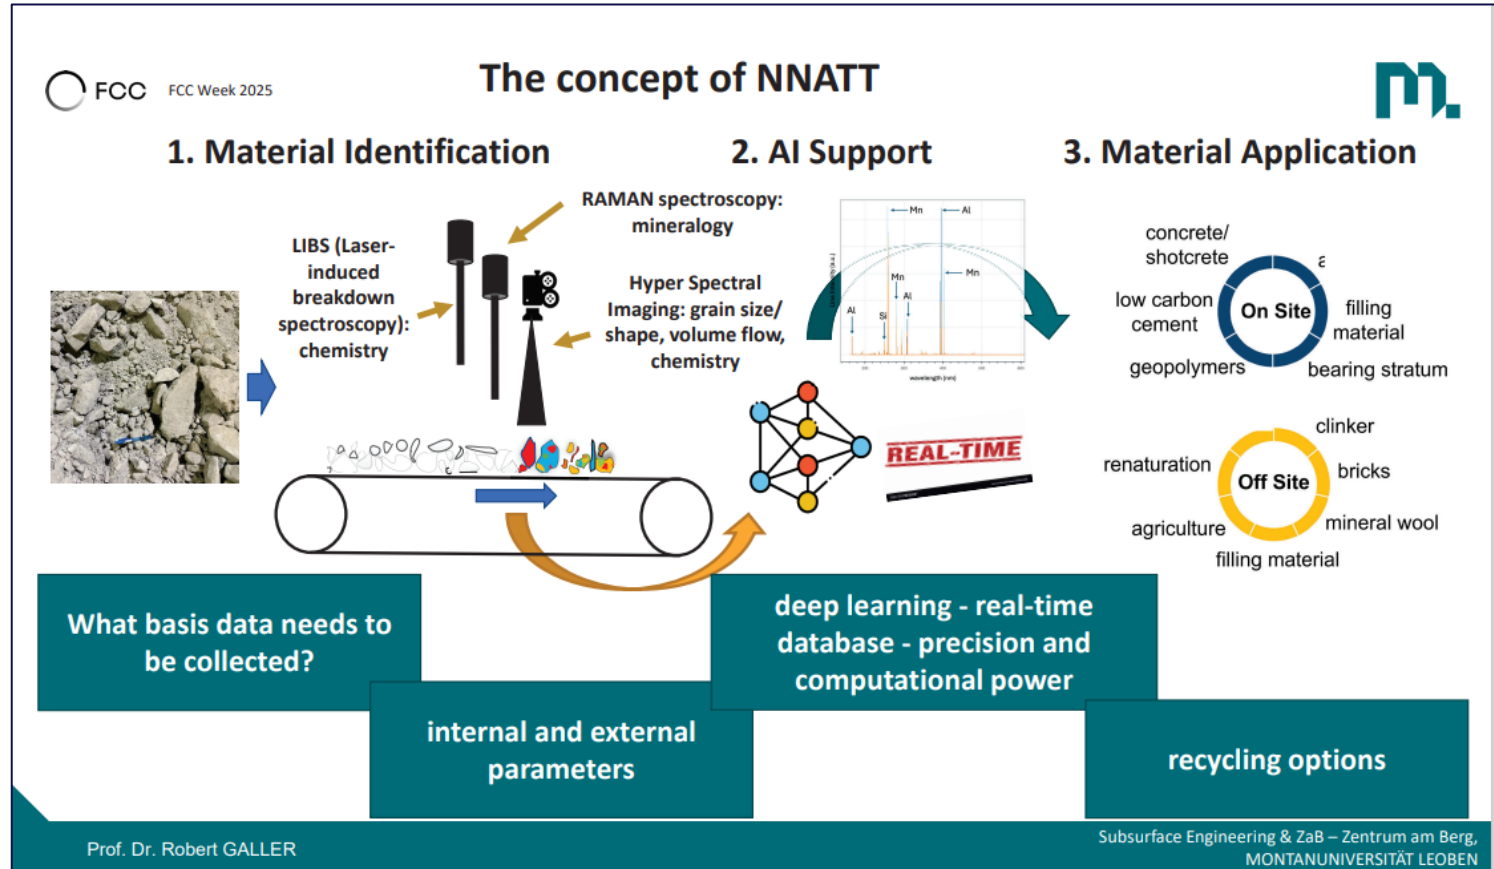 FCC
FCC Week 2025
The concept of NNATT
1. Material Identification
2. AI Support
3. Material Application
LIBS (Laser-
induced
breakdown
spectroscopy):
chemistry
RAMAN spectroscopy:
mineralogy
Hyper Spectral
Imaging: grain size/
shape, volume flow,
chemistry
Mn
Al
Mn
Mn
Al
Al
Si
wavelength (nm)
REAL-TIME
concrete/
shotcrete
low carbon
cement
geopolymers
On Site
filling
material
bearing stratum
clinker
renaturation
bricks
Off Site
agriculture
mineral wool
filling material
What basis data needs to
be collected?
internal and external
parameters
deep learning - real-time
database - precision and
computational power
recycling options
Prof. Dr. Robert GALLER
Subsurface Engineering & ZaB – Zentrum am Berg,
MONTANUNIVERSITÄT LEOBEN